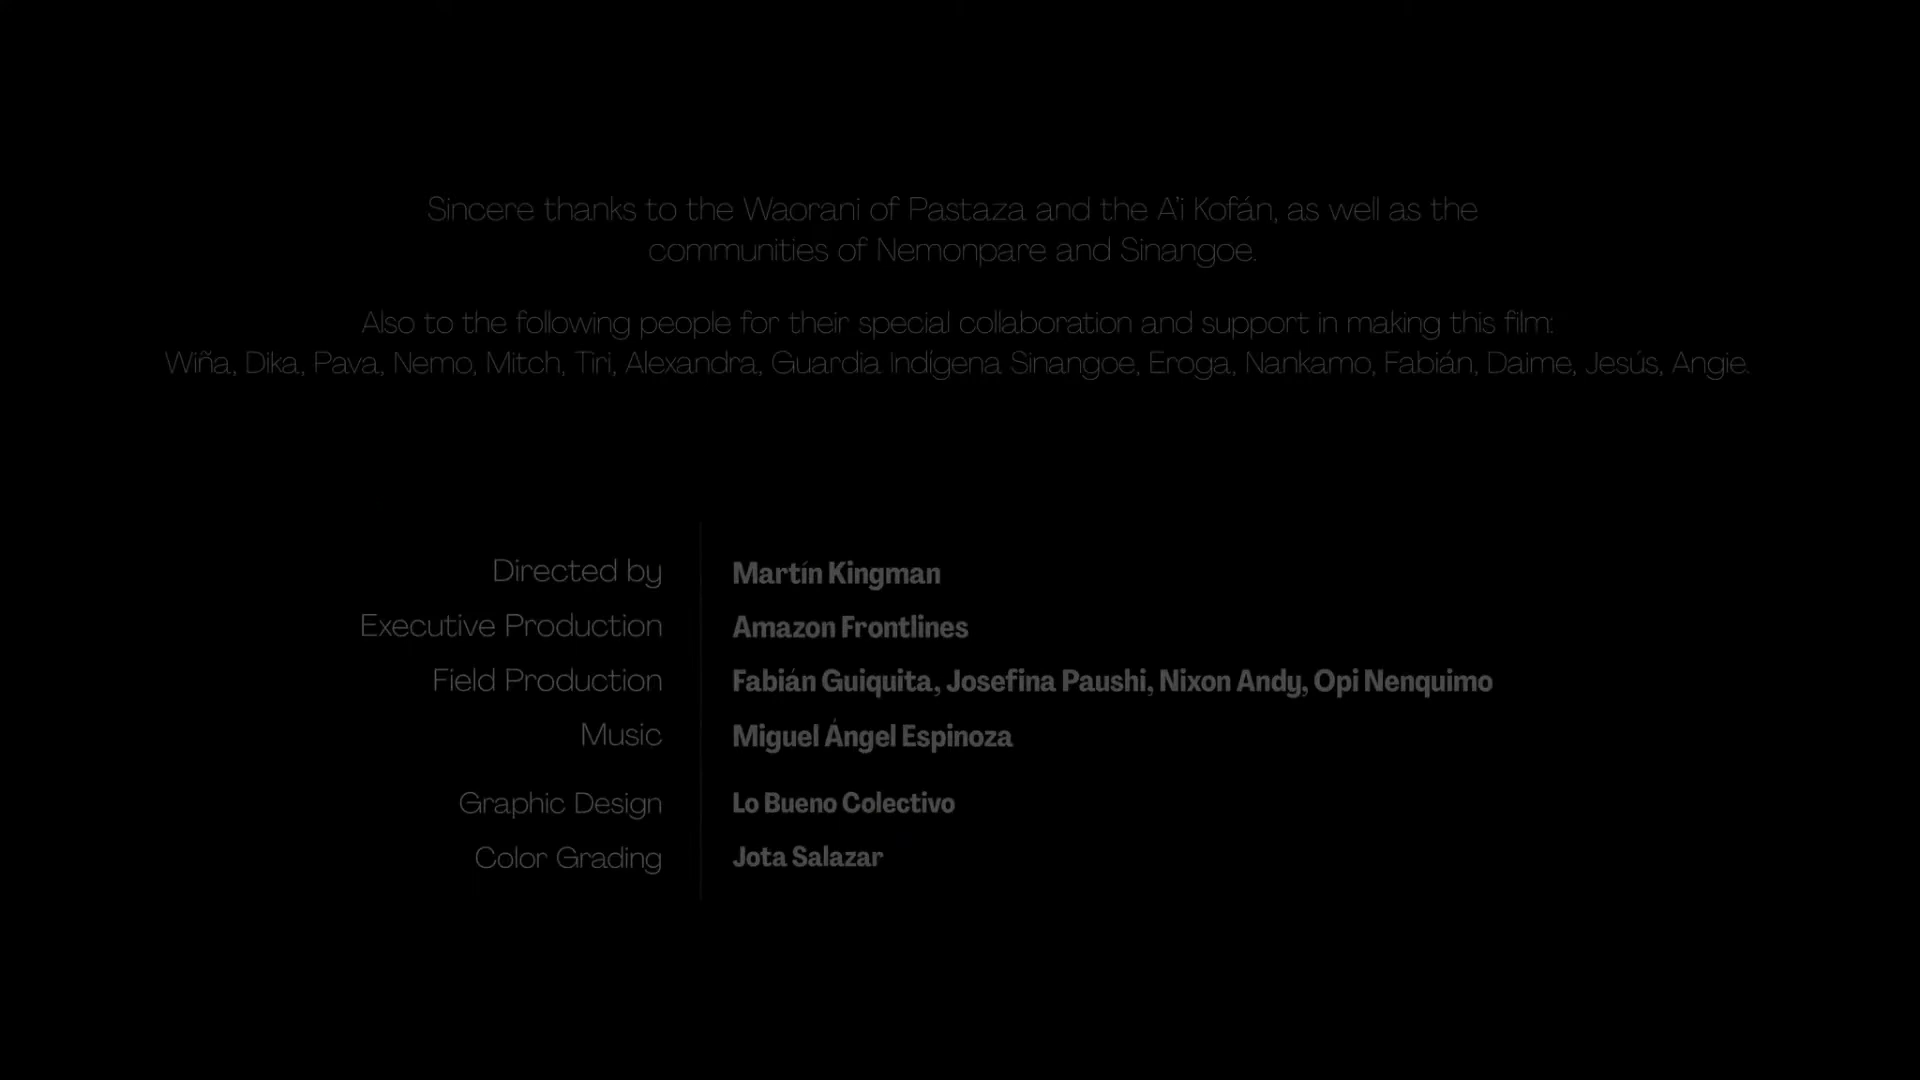 Sincere thanks to the Waorani of Pastaza and the A'i Kofán, as well as the
communities of Nemonpare and Sinangoe.
Also to the following people for their special collaboration and support in making this film:
Wiña, Dika, Pava, Nemo, Mitch, Tiri, Alexandra, Guardia Indígena Sinangoe, Eroga, Nankamo, Fabián, Daime, Jesús, Angie.
Directed by Martín Kingman
Executive Production Amazon Frontlines
Field Production Fabián Guiquita, Josefina Paushi, Nixon Andy, Opi Nenquimo
Music Miguel Ángel Espinoza
Graphic Design Lo Bueno Colectivo
Color Grading Jota Salazar